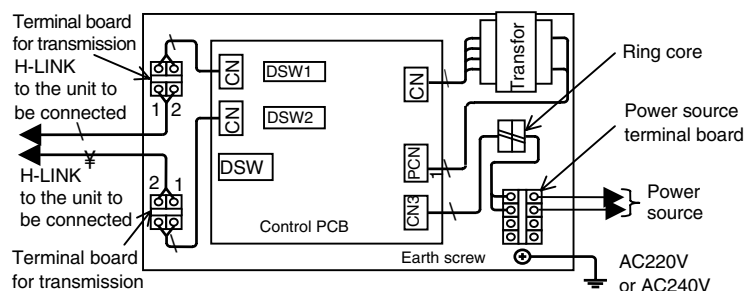 Terminal board
for transmission
H-LINK
to the unit to
be connected
1 2
¥
H-LINK
to the unit to
be connected
2 1
Terminal board
for transmission
CN
DSW1
CN
DSW2
DSW
Control PCB
CN
PCN
1
CN3
Transfor
Ring core
Power source
terminal board
Power
source
Earth screw
AC220V
or AC240V